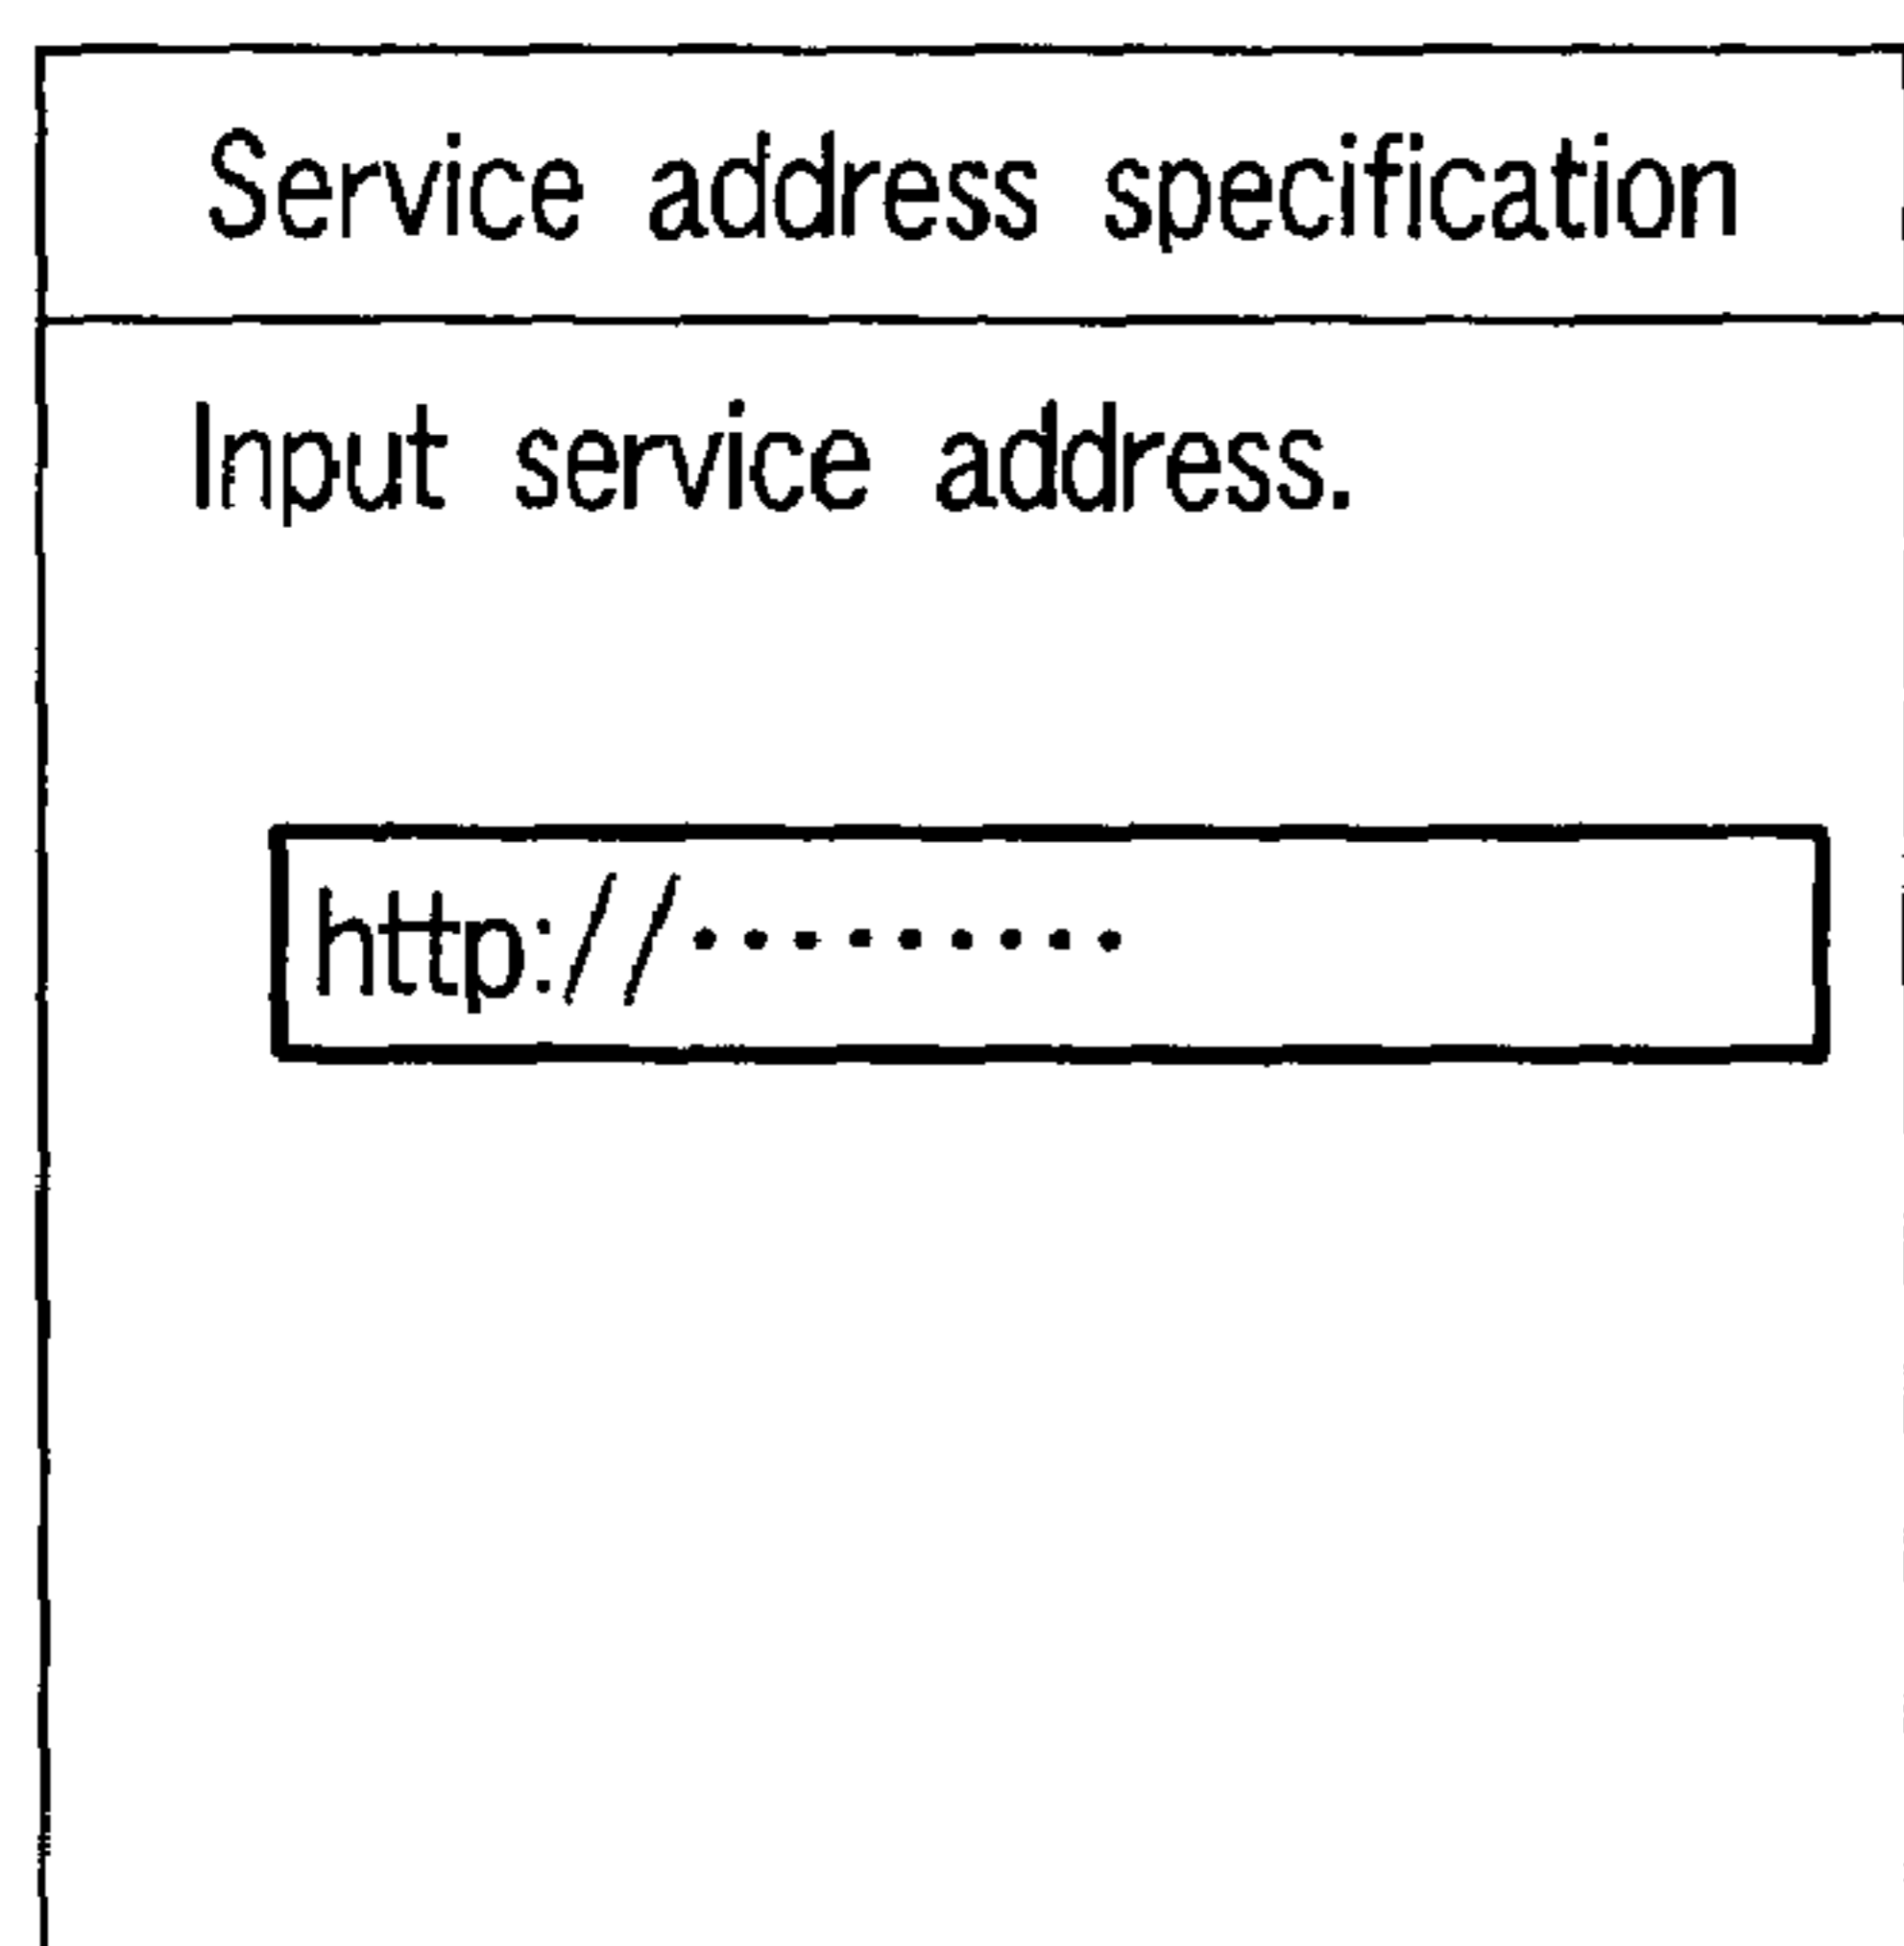 Service address specification
Input service address.
http://・・・・・・・・・